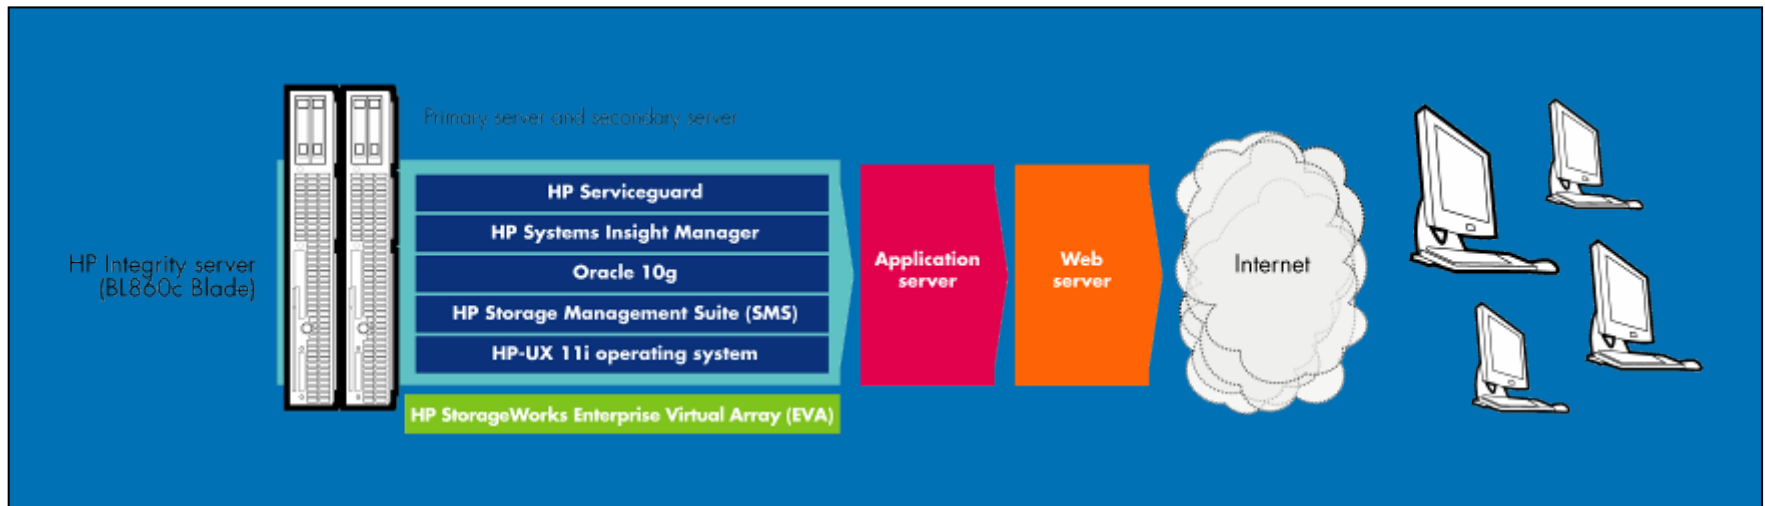 Primary server and secondary server
HP Integrity server
(BL860c Blade)
HP Serviceguard
HP Systems Insight Manager
Oracle 10g
HP Storage Management Suite (SMS)
HP-UX 11i operating system
HP StorageWorks Enterprise Virtual Array (EVA)
Application
server
Web
server
Internet